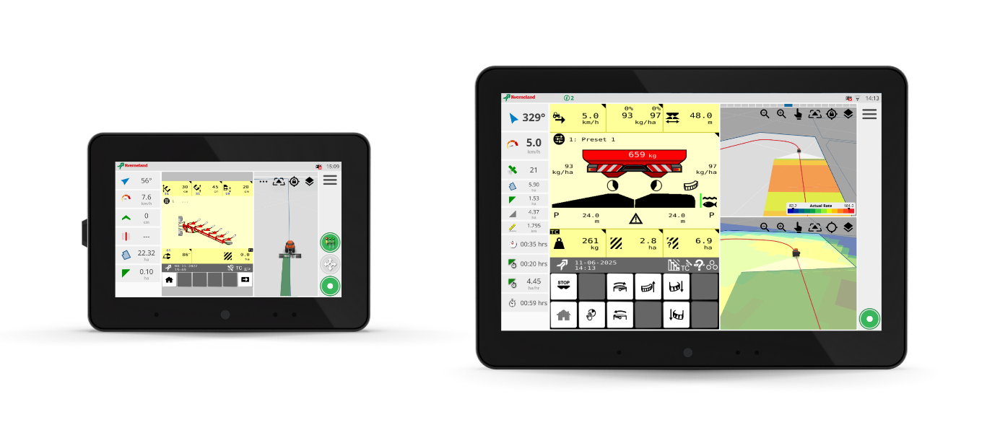 Kverneland
15:09
56°
7.6
km/h
0
cm
---
22.32
ha
0.10
ha
30
cm
45
cm
20
cm
1
86°
0.0
ha
TC
Kverneland
2
14:13
329°
5.0
km/h
21
5.90
ha
1.53
ha
4.37
ha
1.795
km
00:35 hrs
00:20 hrs
4.45
ha/hr
00:59 hrs
5.0
km/h
0% 0%
93 97
kg/ha
48.0
m
1: Preset 1
659 kg
93
kg/ha
97
kg/ha
P
24.0
m
24.0
m
P
TC
261
kg
2.8
ha
6.9
ha
11-06-2025
14:13
TC
STOP
82.2 Actual Rate 101.0